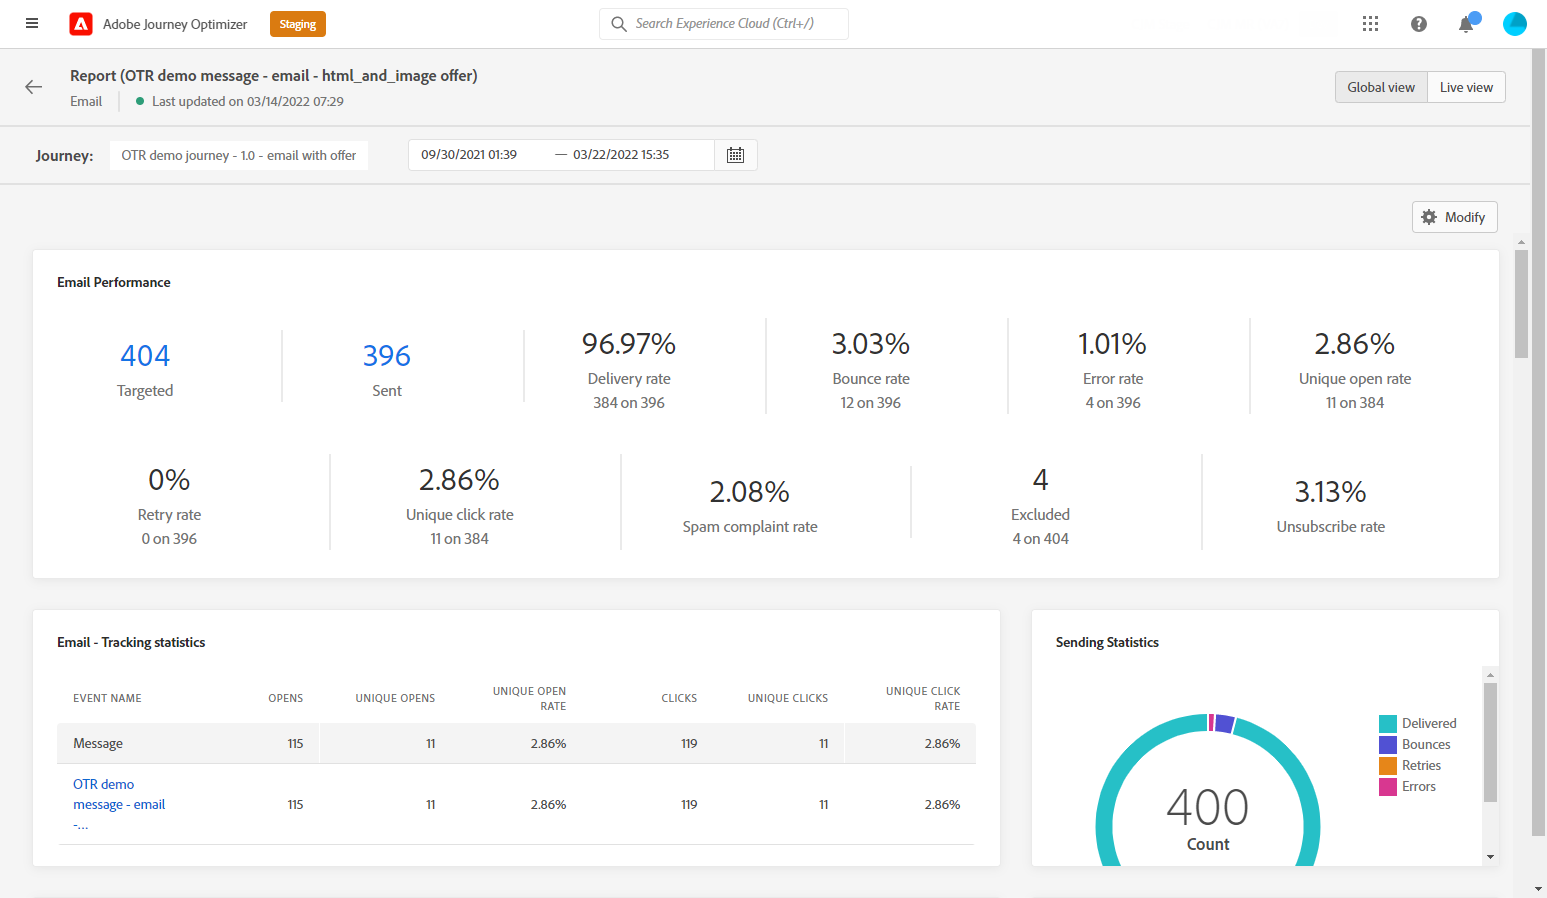 Adobe Journey Optimizer
Staging
Search Experience Cloud (Ctrl+/)
Report (OTR demo message - email - html_and_image offer)
Email
Last updated on 03/14/2022 07:29
Global view
Live view
Journey:
OTR demo journey - 1.0 - email with offer
09/30/2021 01:39 — 03/22/2022 15:35
Modify
Email Performance
404
Targeted
396
Sent
96.97%
Delivery rate
384 on 396
3.03%
Bounce rate
12 on 396
1.01%
Error rate
4 on 396
2.86%
Unique open rate
11 on 384
0%
Retry rate
0 on 396
2.86%
Unique click rate
11 on 384
2.08%
Spam complaint rate
4
Excluded
4 on 404
3.13%
Unsubscribe rate
Email - Tracking statistics
EVENT NAME OPENS UNIQUE OPENS UNIQUE OPEN RATE CLICKS UNIQUE CLICKS UNIQUE CLICK RATE
Message 115 11 2.86% 119 11 2.86%
OTR demo
message - email
-... 115 11 2.86% 119 11 2.86%
Sending Statistics
400
Count
Delivered
Bounces
Retries
Errors